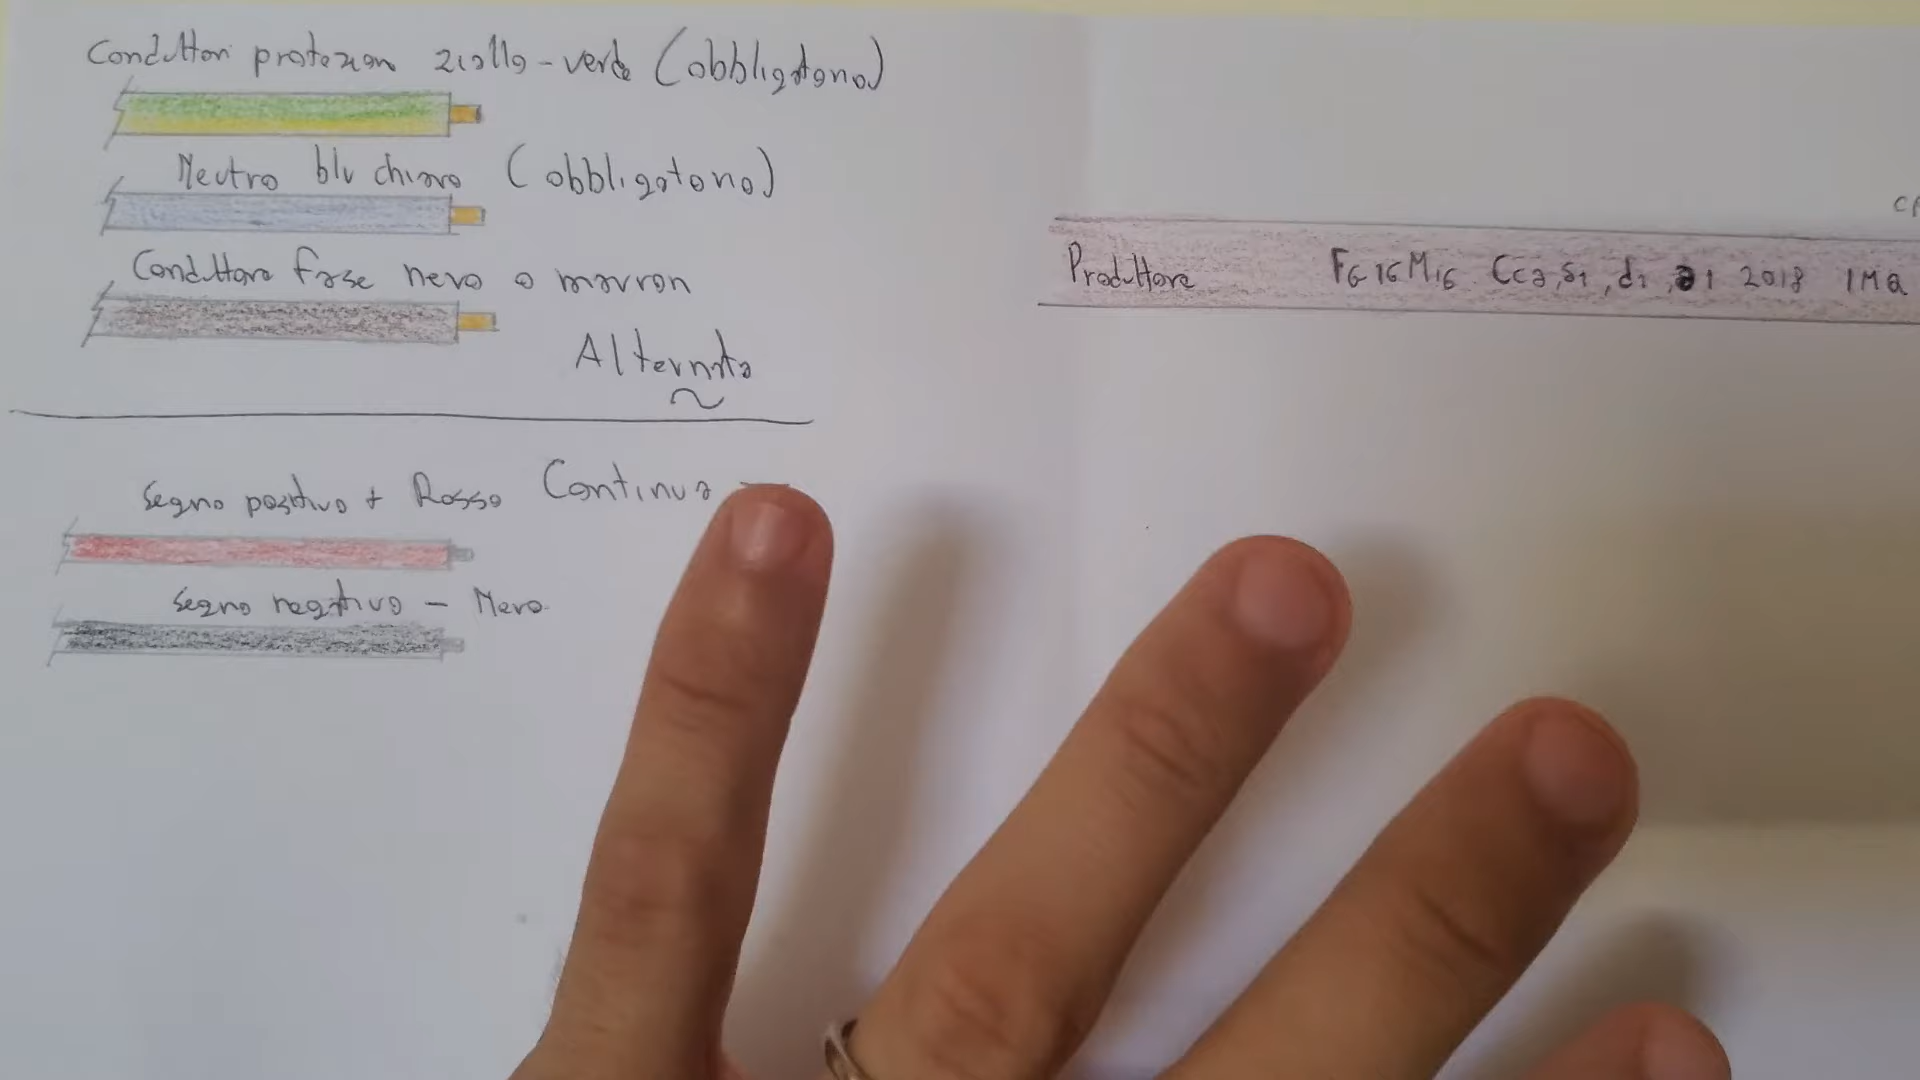 Conduttori protezion giallo-verde (obbligatorio)
Neutro blu chiaro (obbligatorio)
Conduttore fase nero o marron
Alternata
~
Segno positivo + Rosso
Continua
Segno negativo - Nero
Produttore FG16M16 Cca,s1,d1,a1 2018 IMQ